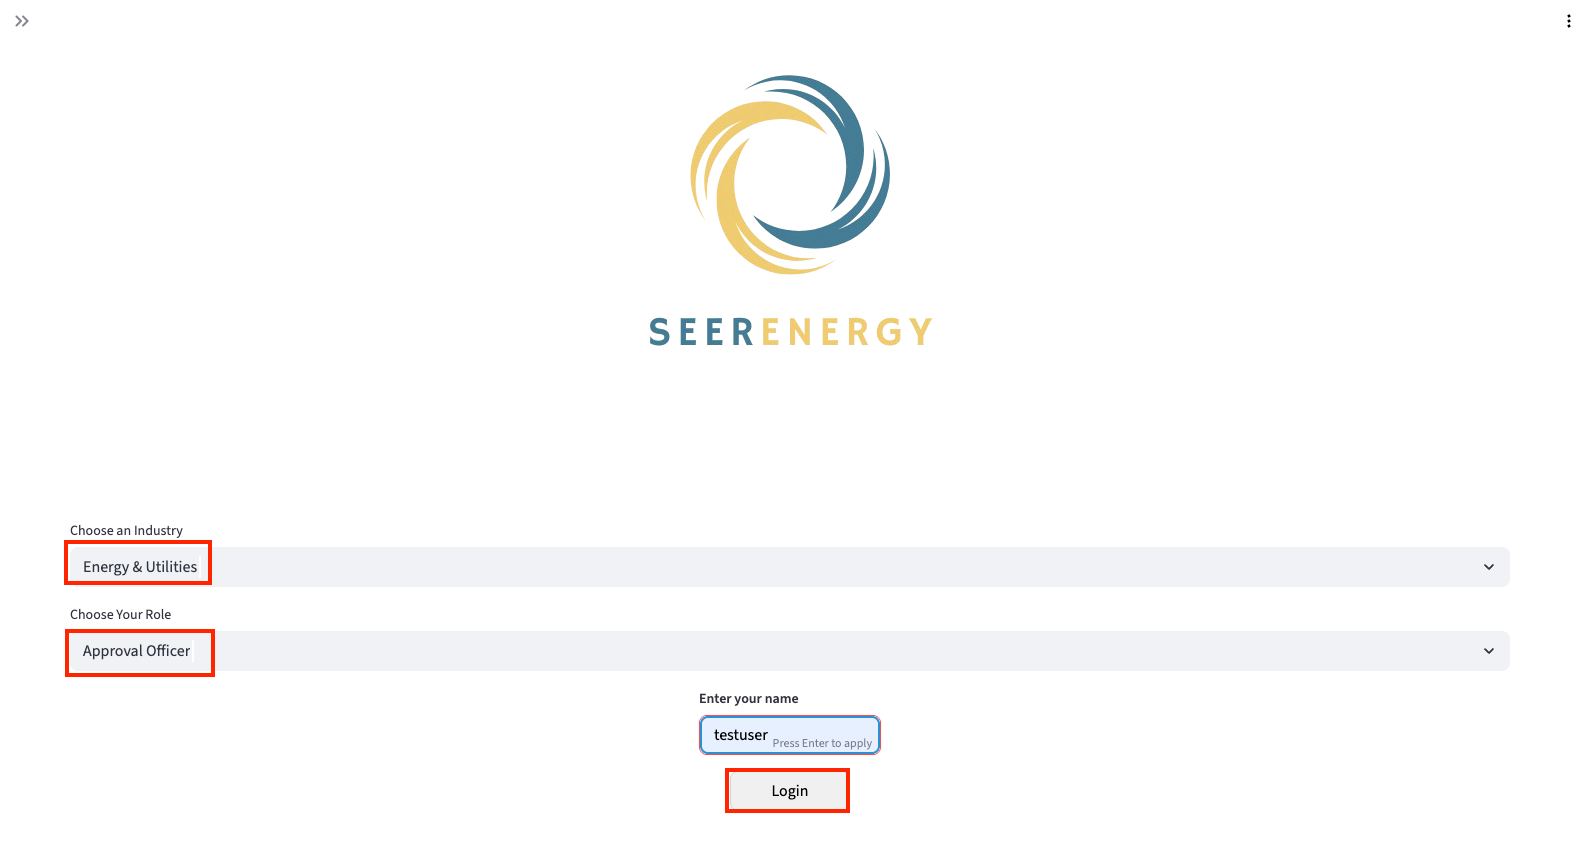 SEERENERGY
Choose an Industry
Energy & Utilities
Choose Your Role
Approval Officer
Enter your name
testuser
Press Enter to apply
Login